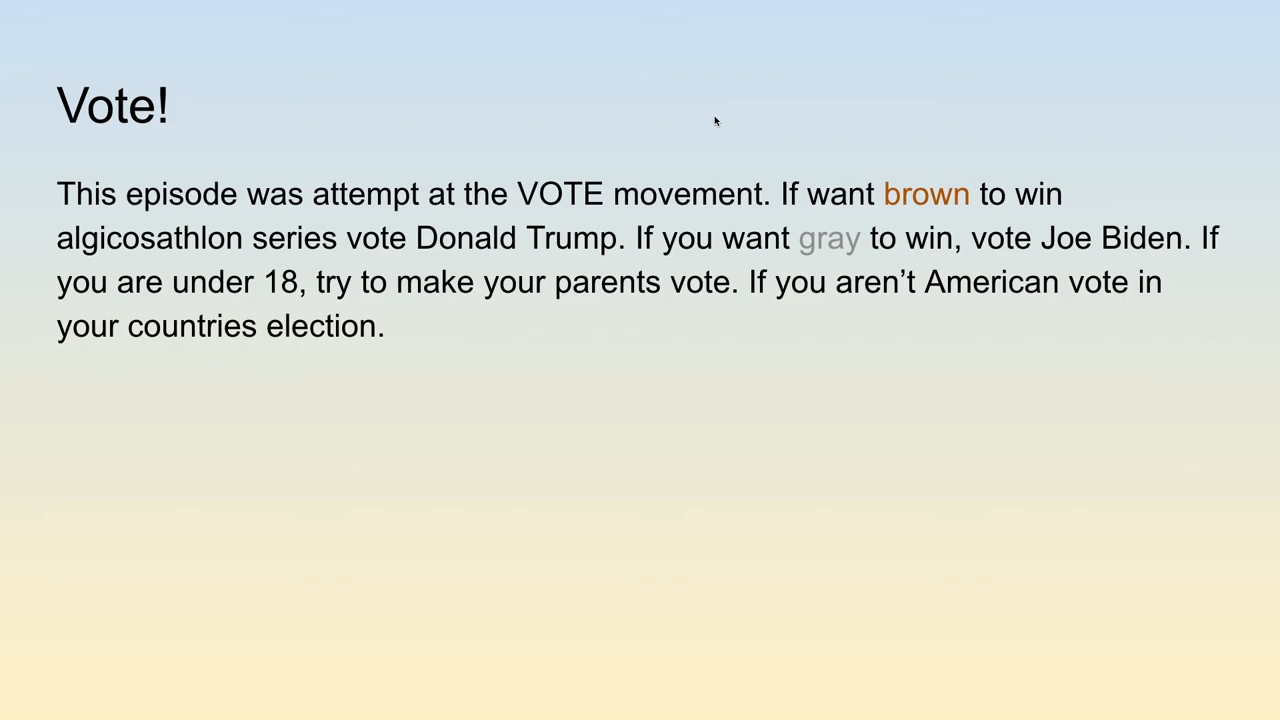 Vote!
This episode was attempt at the VOTE movement. If want brown to win
algicosathlon series vote Donald Trump. If you want gray to win, vote Joe Biden. If
you are under 18, try to make your parents vote. If you aren’t American vote in
your countries election.